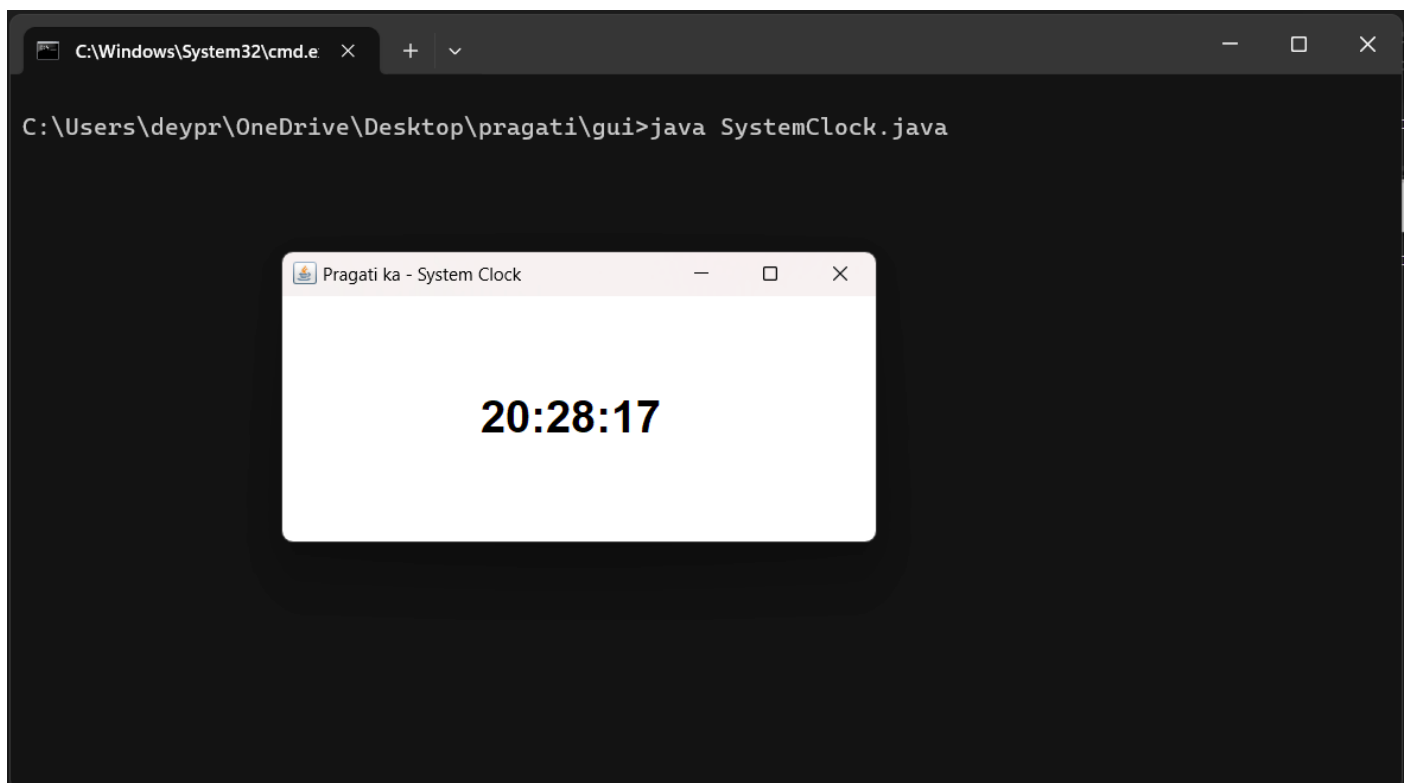 C:\Windows\System32\cmd.e
C:\Users\deypr\OneDrive\Desktop\pragati\gui>java SystemClock.java
Pragati ka - System Clock
20:28:17